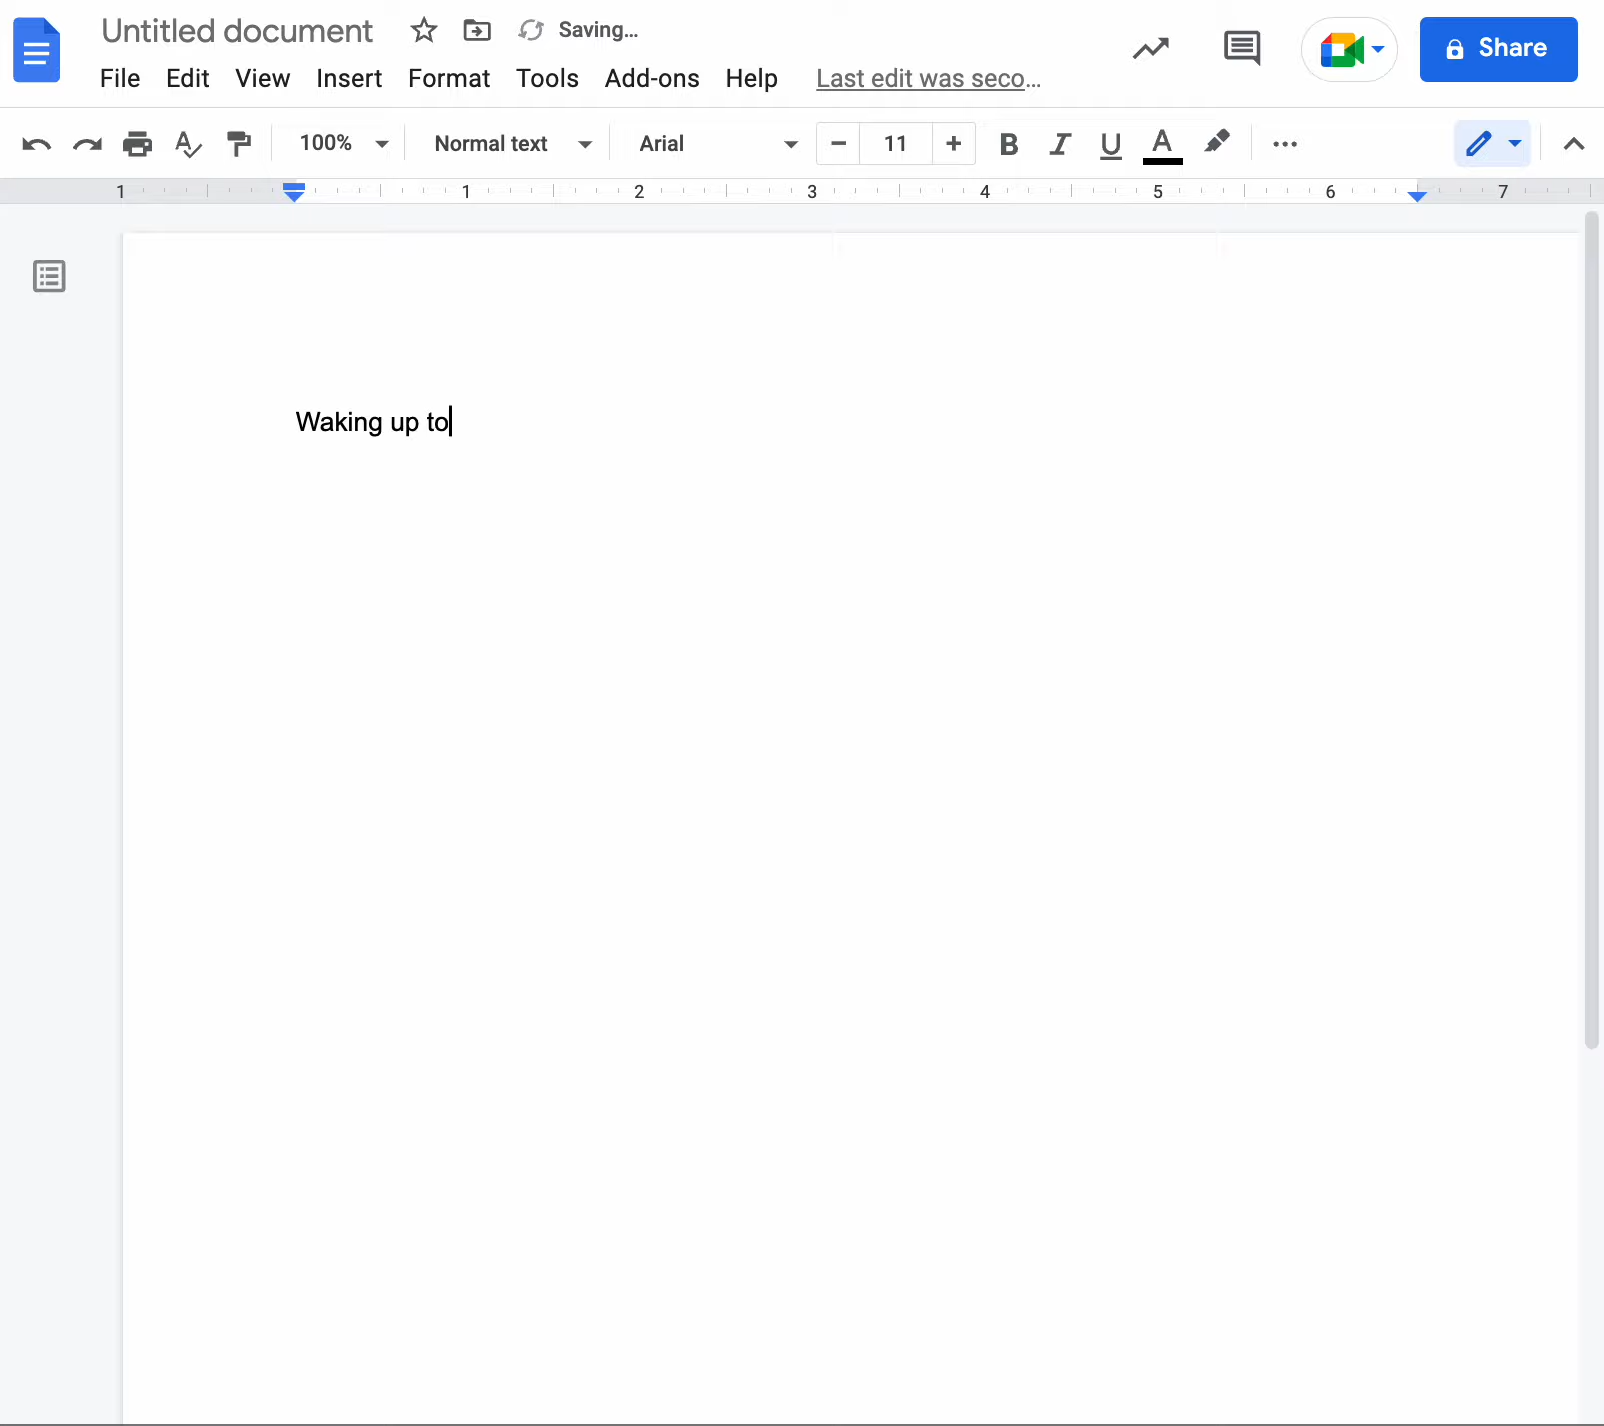 Untitled document Saving...
File Edit View Insert Format Tools Add-ons Help Last edit was seco... Share
100% Normal text Arial − 11 + B I U A ...
1 1 2 3 4 5 6 7
Waking up to